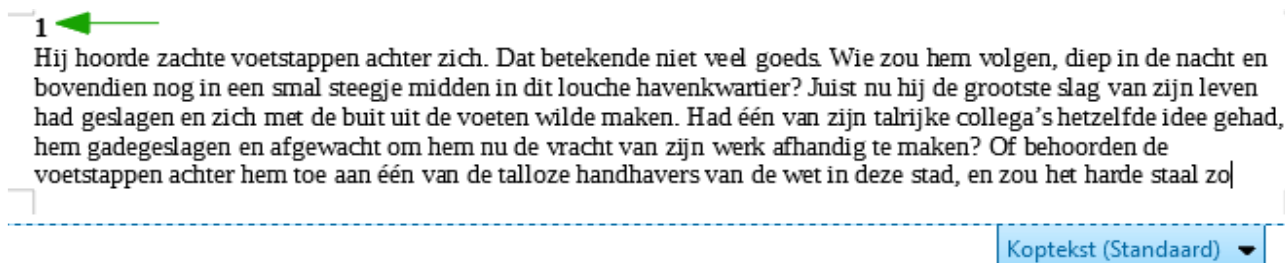 1
Hij hoorde zachte voetstappen achter zich. Dat betekende niet veel goeds. Wie zou hem volgen, diep in de nacht en
bovendien nog in een smal steegje midden in dit louche havenkwartier? Juist nu hij de grootste slag van zijn leven
had geslagen en zich met de buit uit de voeten wilde maken. Had één van zijn talrijke collega’s hetzelfde idee gehad,
hem gadegeslagen en afgewacht om hem nu de vracht van zijn werk afhandig te maken? Of behoorden de
voetstappen achter hem toe aan één van de talloze handhavers van de wet in deze stad, en zou het harde staal zo
Koptekst (Standaard)